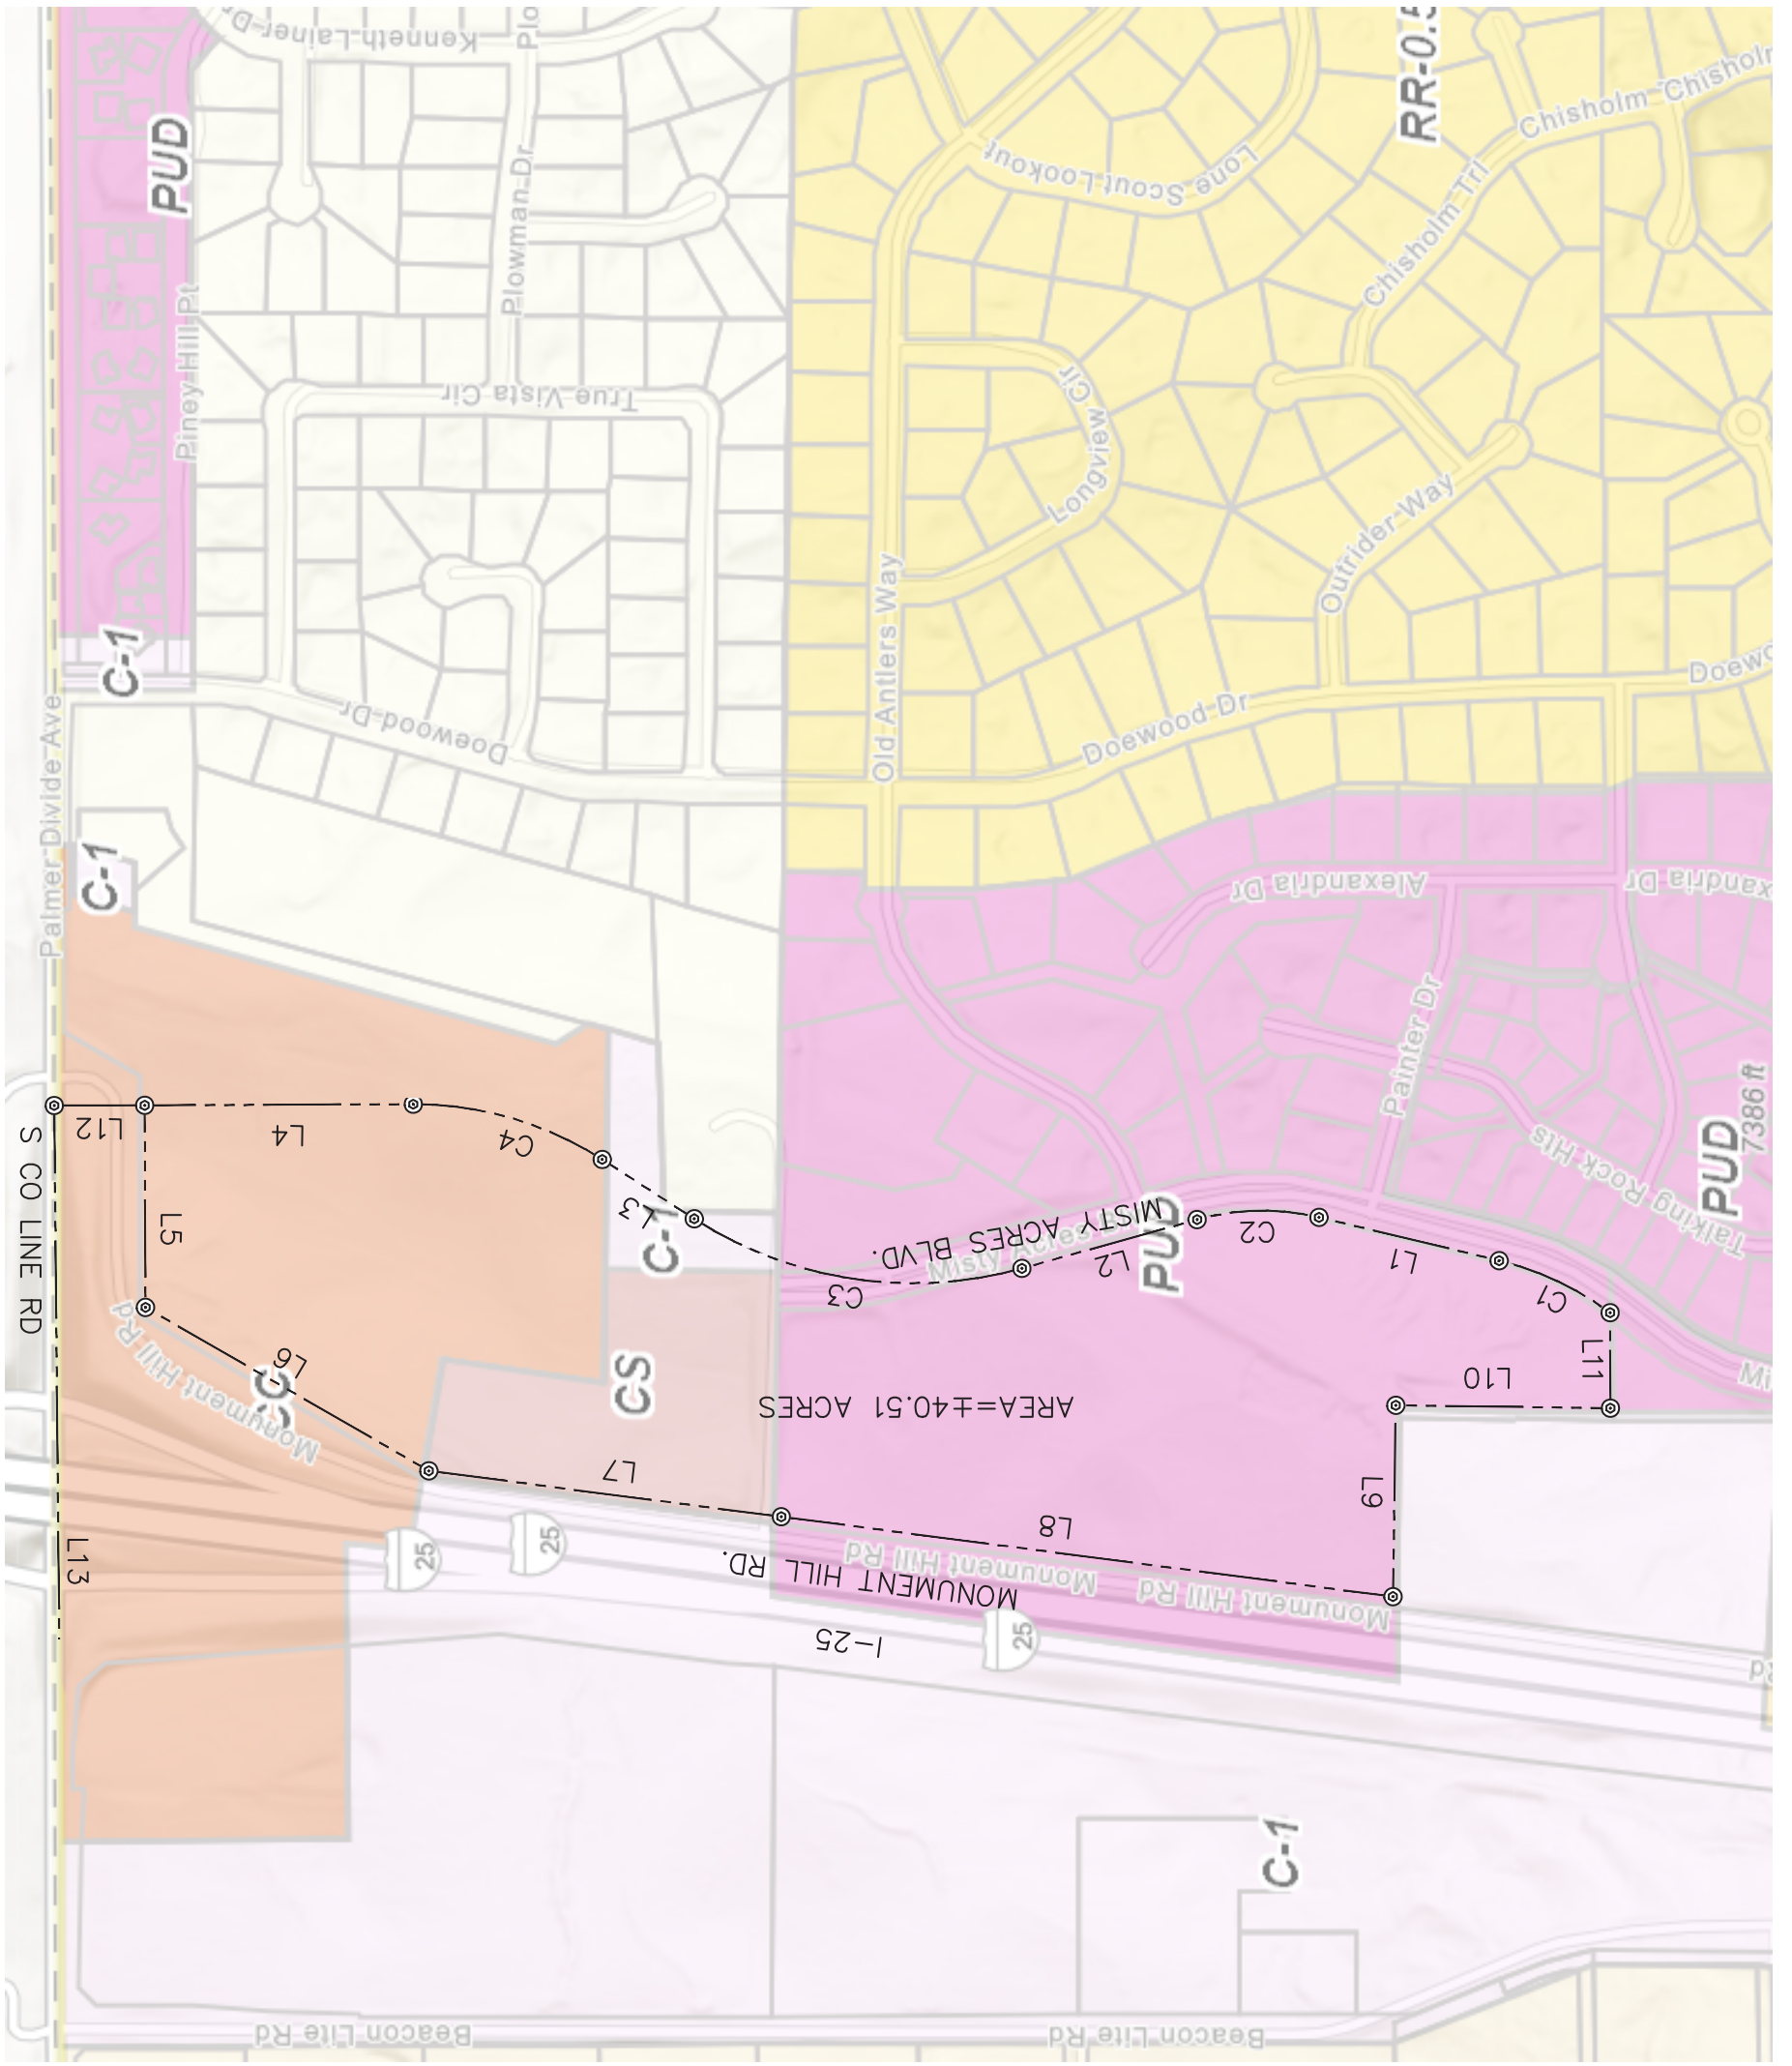 Kenneth Lainer Dr
Plo
RR-0.5
Chisholm
Chisholm
PUD
Plowman Dr
Lone Scout Lookout
Chisholm Trl
Piney Hill Pt
True Vista Cir
Longview Cir
Outrider Way
Old Antlers Way
C-1
Doewood Dr
Doewood Dr
Doewo
Palmer Divide Ave
C-1
Alexandria Dr
xandria Dr
Painter Dr
7386 ft
PUD
Talking Rock Hts
L12
L4
C4
S CO LINE RD
L5
L3
C-1
MISTY ACRES BLVD.
Misty Acres B
PUD
C3
L2
C2
L1
C1
L11
L10
Mi
Monument Hill Rd
L6
CC
CS
AREA=±40.51 ACRES
L7
L9
L8
L13
25
25
MONUMENT HILL RD.
Monument Hill Rd
Monument Hill Rd
I-25
25
Rd
C-1
Beacon Lite Rd
Beacon Lite Rd